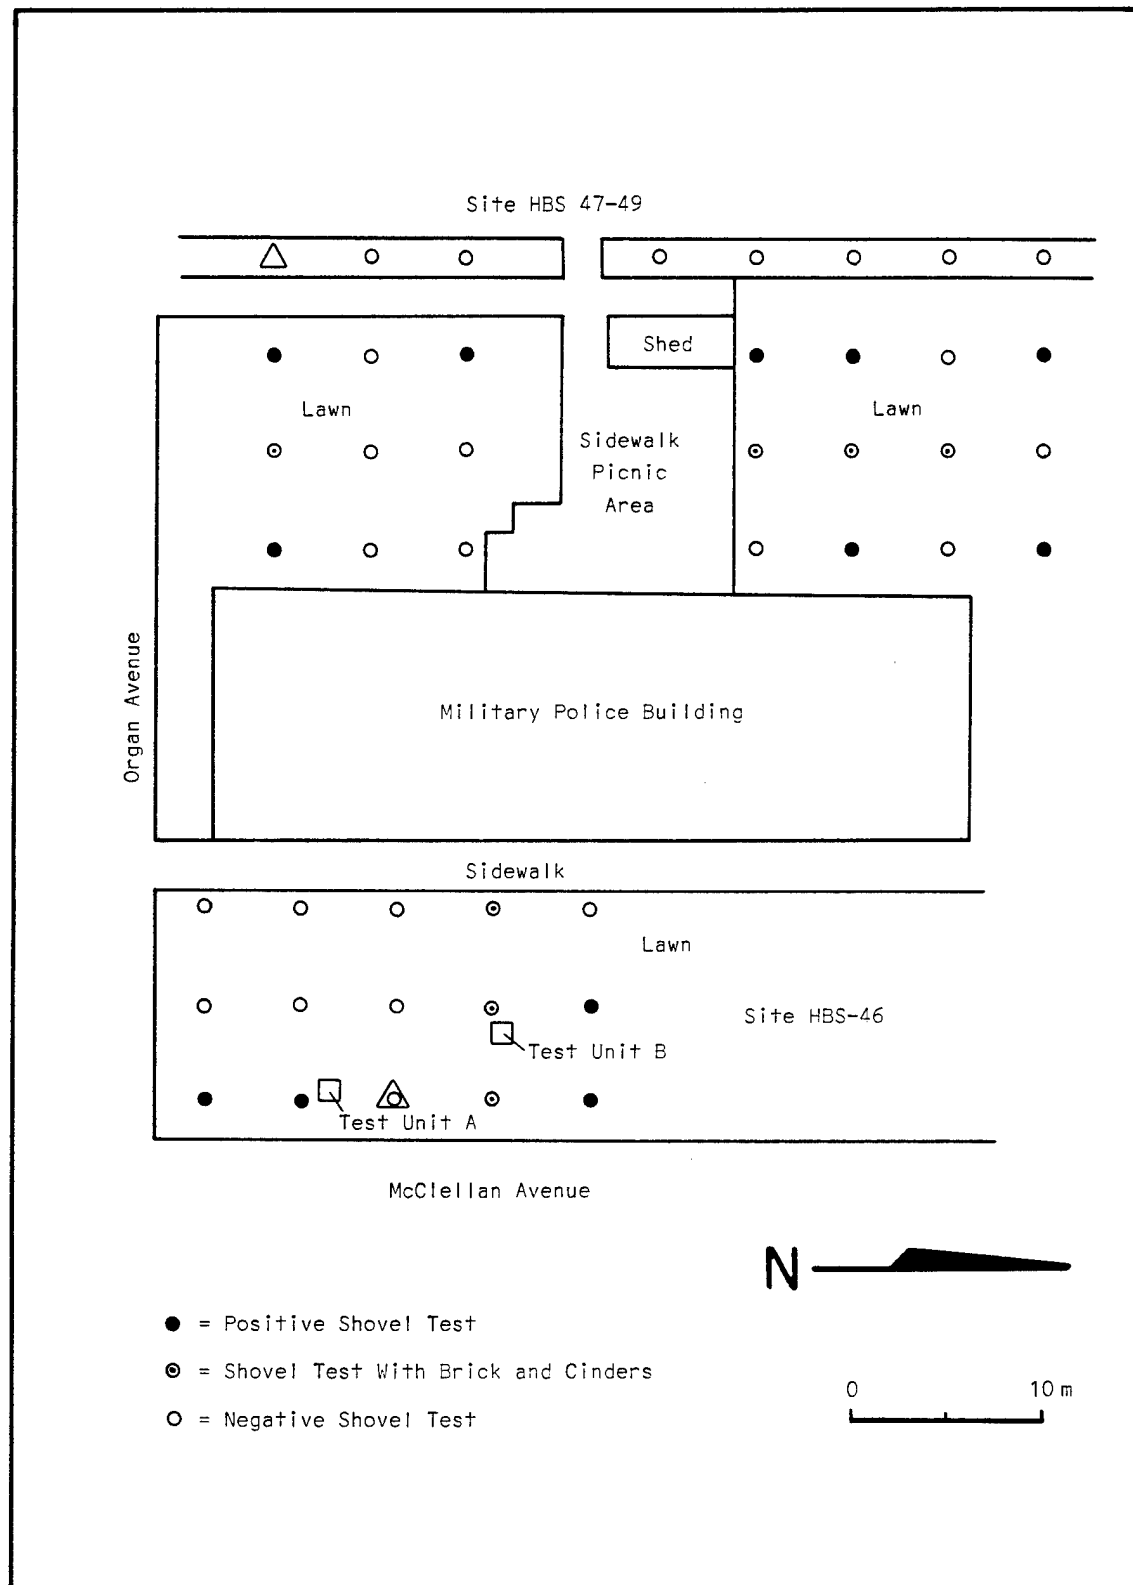 Site HBS 47-49
Shed
Lawn
Lawn
Sidewalk
Picnic
Area
Organ Avenue
Military Police Building
Sidewalk
Lawn
Site HBS-46
Test Unit B
Test Unit A
McClellan Avenue
N
● = Positive Shovel Test
◉ = Shovel Test With Brick and Cinders
○ = Negative Shovel Test
0 10 m